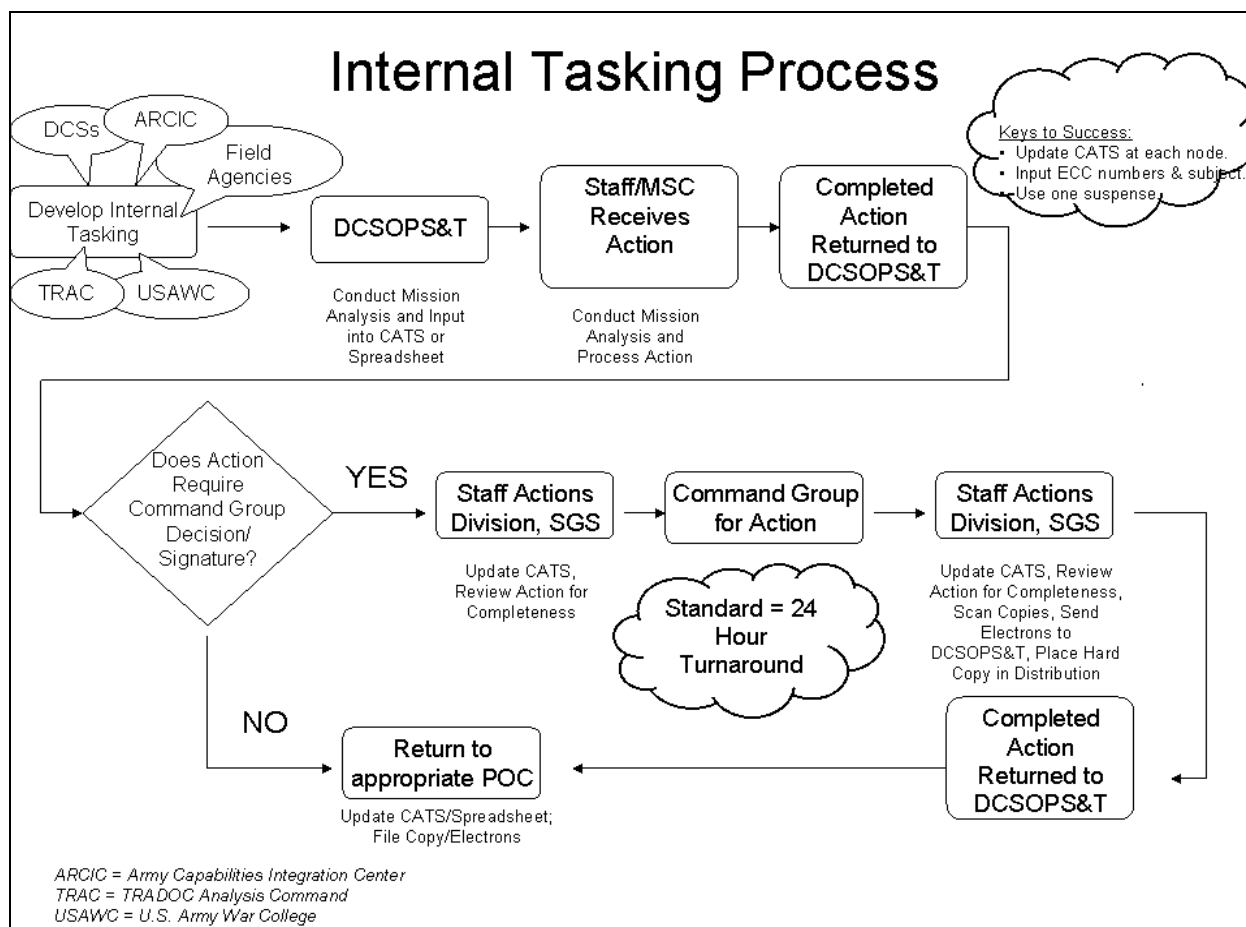 Internal Tasking Process
DCSs
ARCIC
Field
Agencies
Develop Internal
Tasking
TRAC
USAWC
DCSOPS&T
Conduct Mission
Analysis and Input
into CATS or
Spreadsheet
Staff/MSC
Receives
Action
Conduct Mission
Analysis and
Process Action
Completed
Action
Returned to
DCSOPS&T
Keys to Success:
• Update CATS at each node.
• Input ECC numbers & subject.
• Use one suspense.
Does Action
Require
Command Group
Decision/
Signature?
YES
Staff Actions
Division, SGS
Update CATS,
Review Action for
Completeness
Command Group
for Action
Standard = 24
Hour
Turnaround
Staff Actions
Division, SGS
Update CATS, Review
Action for Completeness,
Scan Copies, Send
Electrons to
DCSOPS&T, Place Hard
Copy in Distribution
NO
Return to
appropriate POC
Update CATS/Spreadsheet;
File Copy/Electrons
Completed
Action
Returned to
DCSOPS&T
ARCIC = Army Capabilities Integration Center
TRAC = TRADOC Analysis Command
USAWC = U.S. Army War College